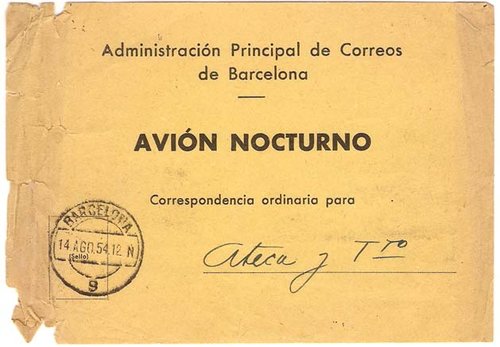 Administración Principal de Correos
de Barcelona
AVIÓN NOCTURNO
Correspondencia ordinaria para
Ateca y Tto
BARCELONA
14 AGO.54.12 N
(Sello)
9